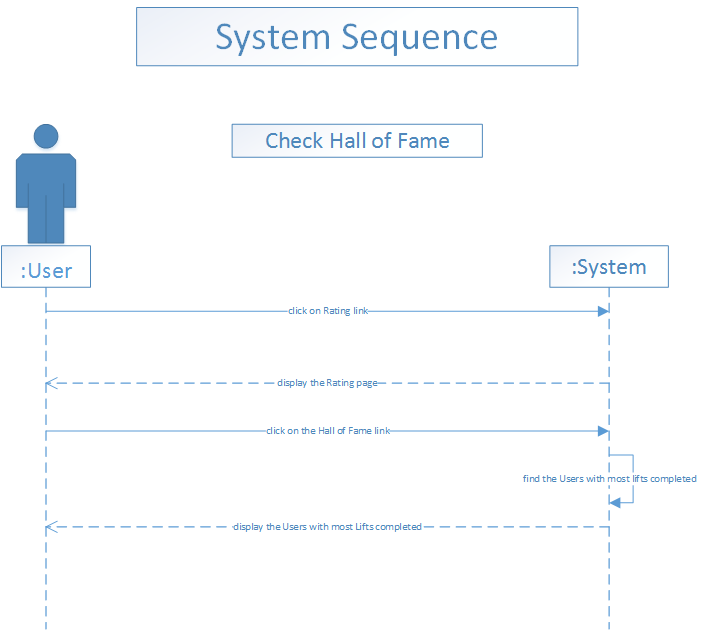 System Sequence
Check Hall of Fame
:User
:System
click on Rating link
display the Rating page
click on the Hall of Fame link
find the Users with most lifts completed
display the Users with most Lifts completed